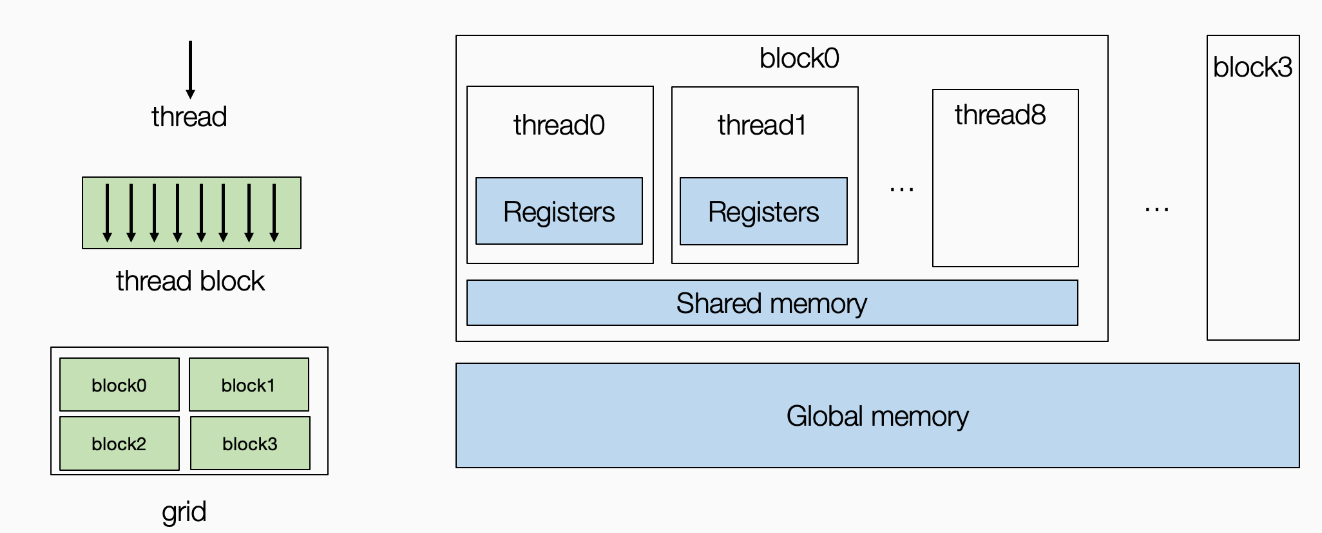 thread
thread block
block0
block1
block2
block3
grid
block0
thread0
Registers
thread1
Registers
...
thread8
Shared memory
...
block3
Global memory